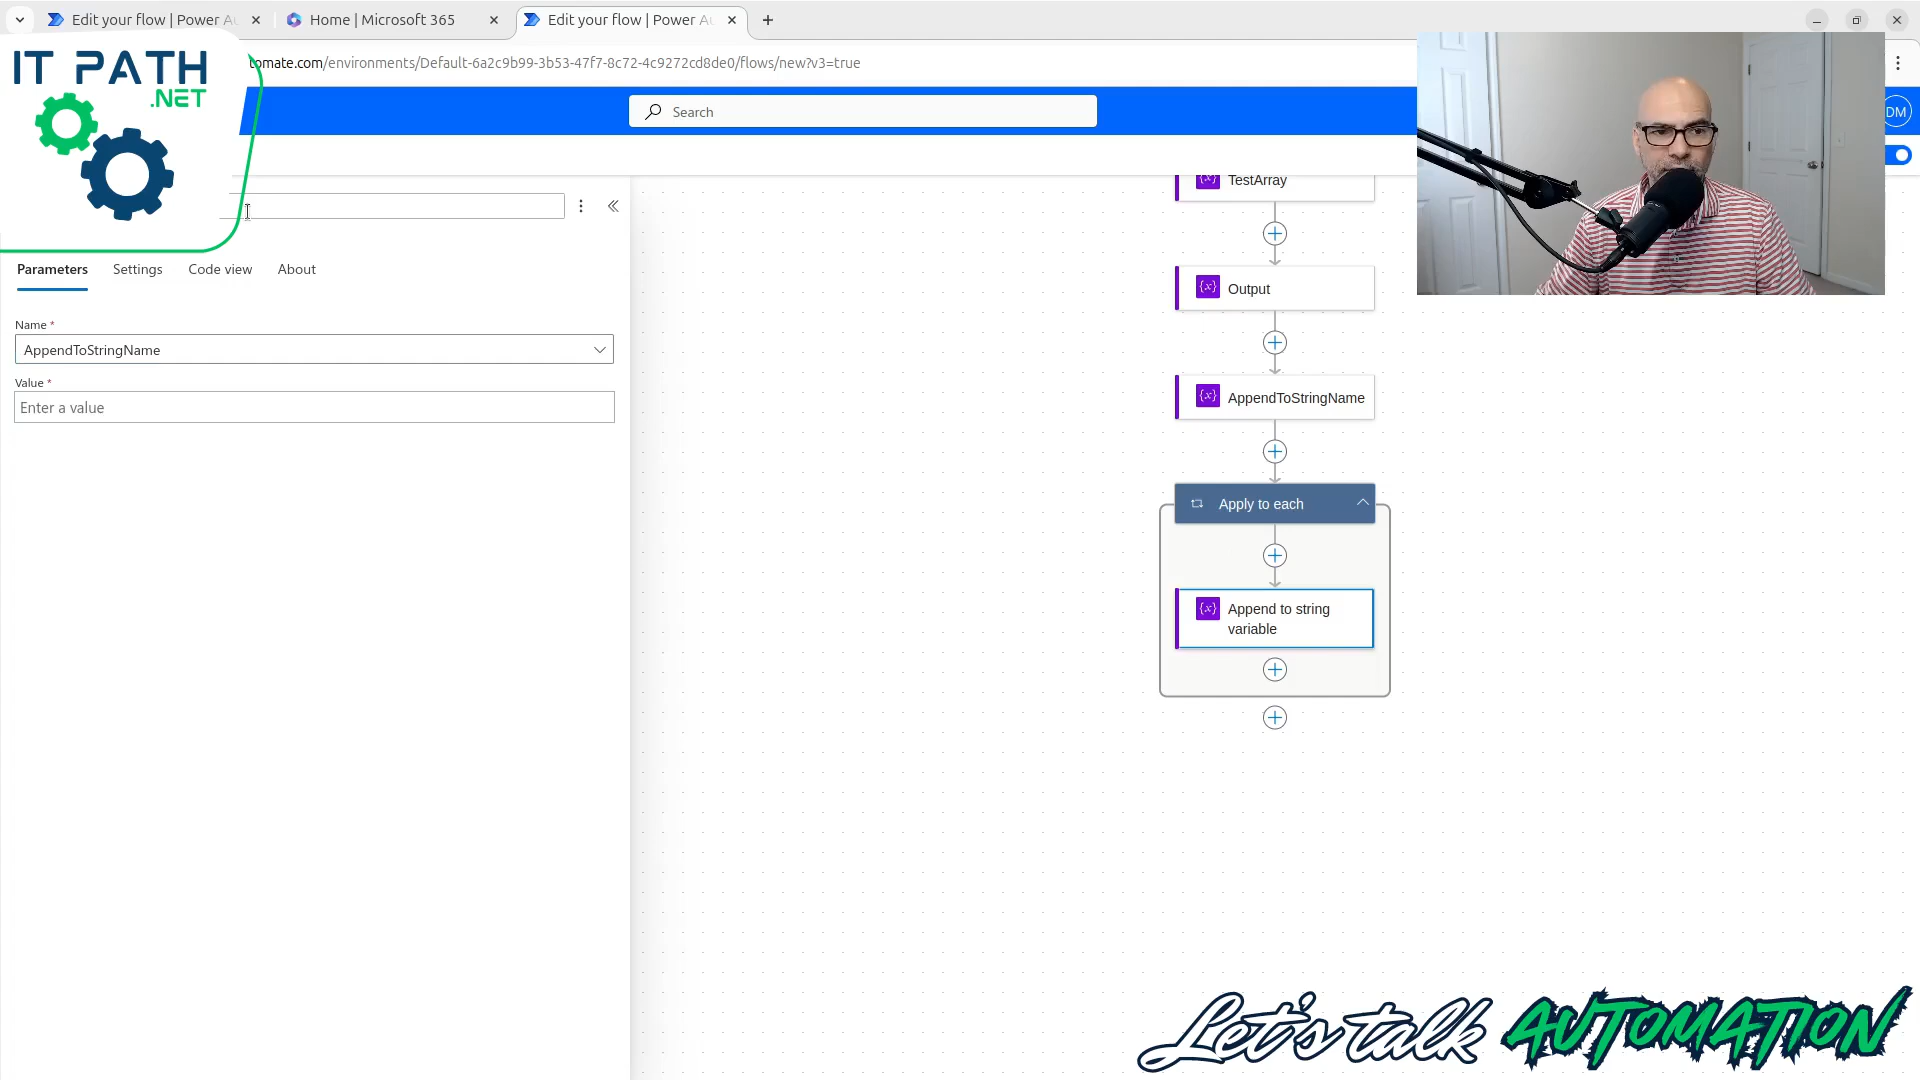 Edit your flow | Power Au
Home | Microsoft 365
Edit your flow | Power Au
tomate.com/environments/Default-6a2c9b99-3b53-47f7-8c72-4c9272cd8de0/flows/new?v3=true
IT PATH
.NET
Search
DM
Parameters
Settings
Code view
About
Name *
AppendToStringName
Value *
Enter a value
TestArray
Output
AppendToStringName
Apply to each
Append to string
variable
Let's talk AUTOMATION